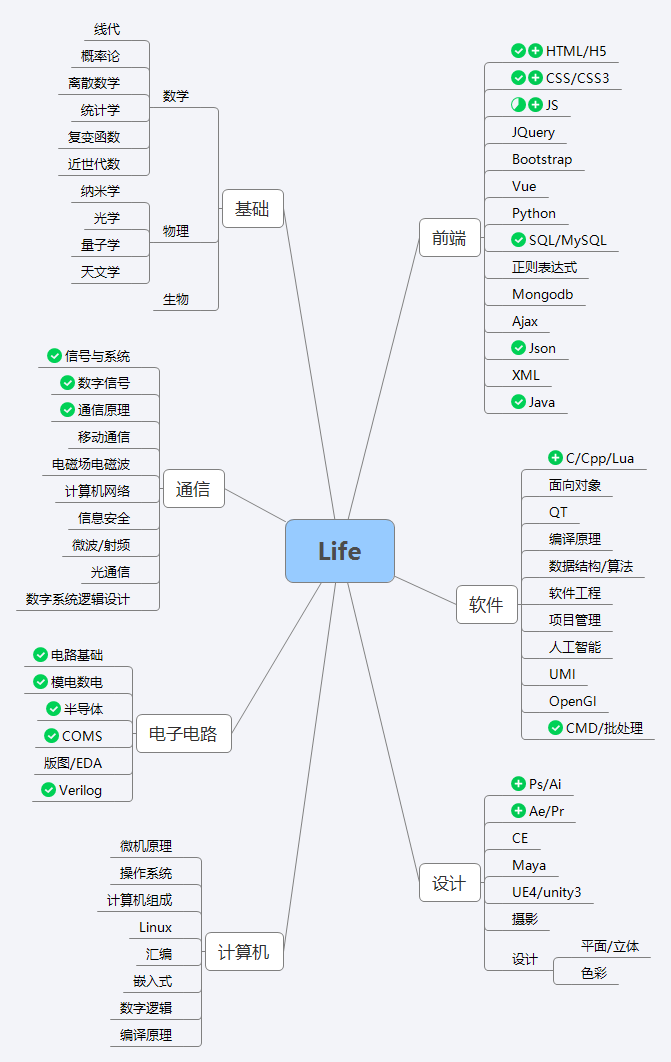 Life
基础
数学
线代
概率论
离散数学
统计学
复变函数
近世代数
物理
纳米学
光学
量子学
天文学
生物
通信
信号与系统
数字信号
通信原理
移动通信
电磁场电磁波
计算机网络
信息安全
微波/射频
光通信
数字系统逻辑设计
电子电路
电路基础
模电数电
半导体
COMS
版图/EDA
Verilog
计算机
微机原理
操作系统
计算机组成
Linux
汇编
嵌入式
数字逻辑
编译原理
前端
HTML/H5
CSS/CSS3
JS
JQuery
Bootstrap
Vue
Python
SQL/MySQL
正则表达式
Mongodb
Ajax
Json
XML
Java
软件
C/Cpp/Lua
面向对象
QT
编译原理
数据结构/算法
软件工程
项目管理
人工智能
UMl
OpenGl
CMD/批处理
设计
Ps/Ai
Ae/Pr
CE
Maya
UE4/unity3
摄影
设计
平面/立体
色彩